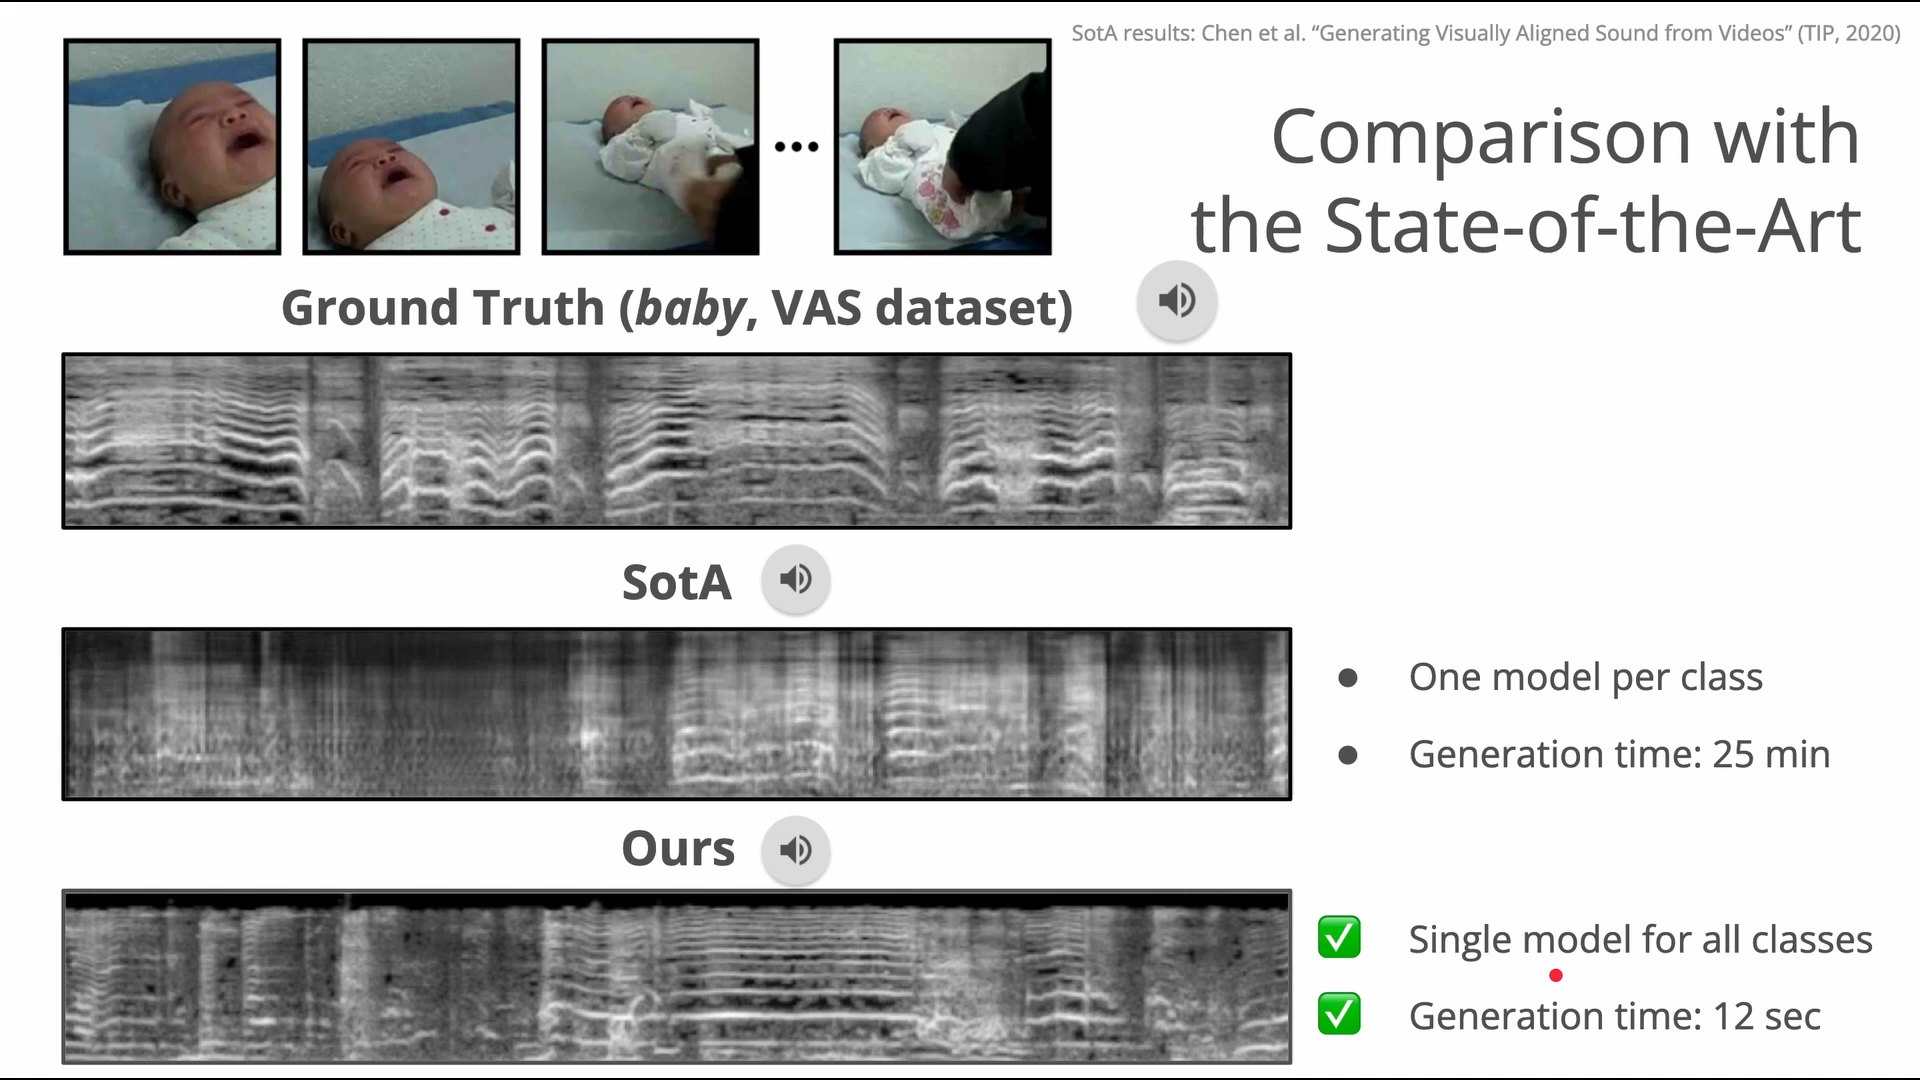 SotA results: Chen et al. “Generating Visually Aligned Sound from Videos” (TIP, 2020)
Comparison with
the State-of-the-Art
Ground Truth (baby, VAS dataset)
SotA
One model per class
Generation time: 25 min
Ours
Single model for all classes
Generation time: 12 sec